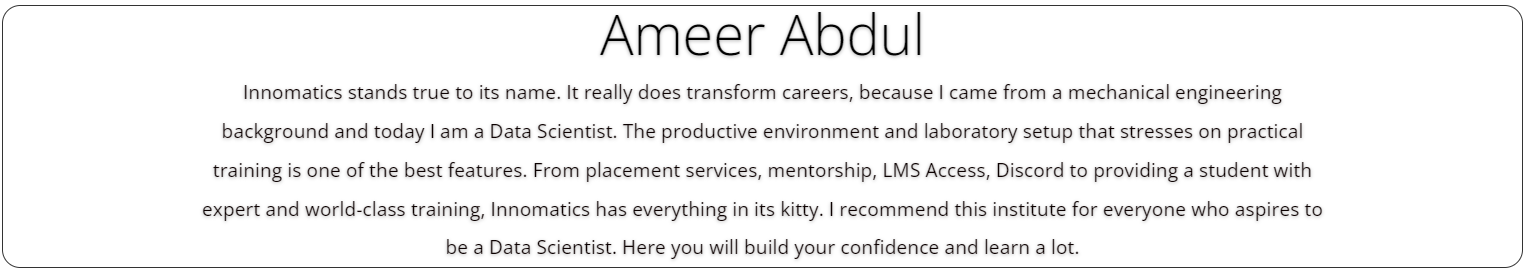 Ameer Abdul
Innomatics stands true to its name. It really does transform careers, because I came from a mechanical engineering
background and today I am a Data Scientist. The productive environment and laboratory setup that stresses on practical
training is one of the best features. From placement services, mentorship, LMS Access, Discord to providing a student with
expert and world-class training, Innomatics has everything in its kitty. I recommend this institute for everyone who aspires to
be a Data Scientist. Here you will build your confidence and learn a lot.